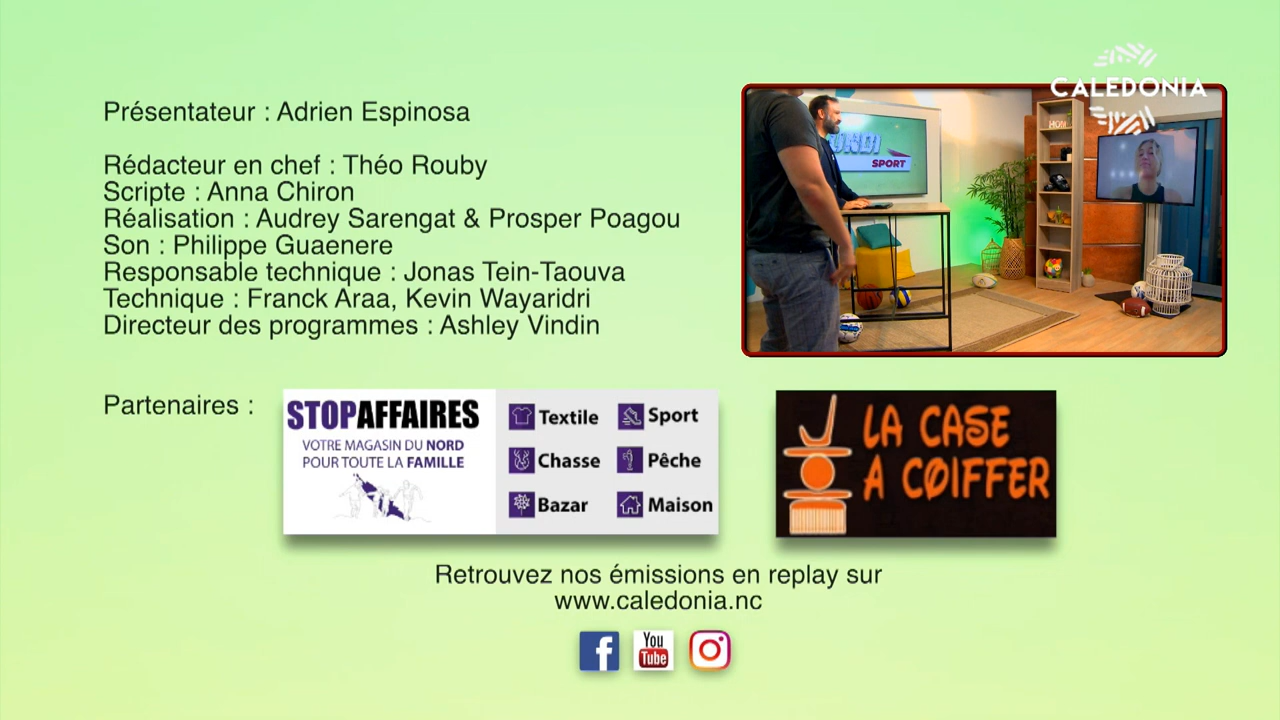 CALEDONIA
Présentateur : Adrien Espinosa
Rédacteur en chef : Théo Rouby
Scripte : Anna Chiron
Réalisation : Audrey Sarengat & Prosper Poagou
Son : Philippe Guaenere
Responsable technique : Jonas Tein-Taouva
Technique : Franck Araa, Kevin Wayaridri
Directeur des programmes : Ashley Vindin
SPORT
Partenaires :
STOPAFFAIRES
VOTRE MAGASIN DU NORD
POUR TOUTE LA FAMILLE
Textile
Sport
Chasse
Pêche
Bazar
Maison
LA CASE
A COIFFER
Retrouvez nos émissions en replay sur
www.caledonia.nc
You
Tube